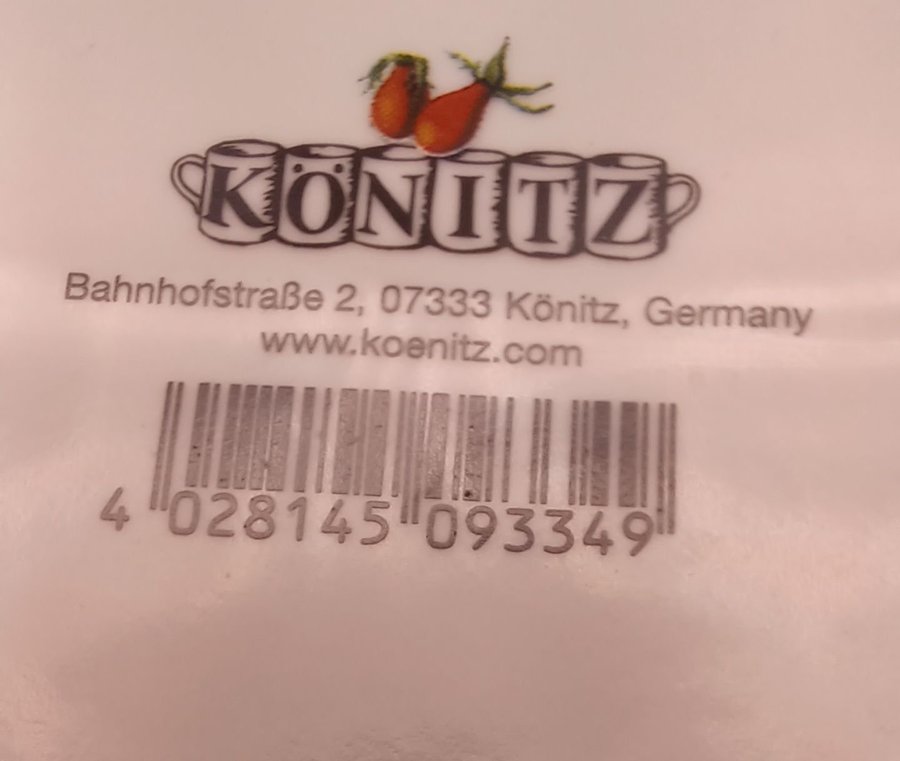 KÖNITZ
Bahnhofstraße 2, 07333 Könitz, Germany
www.koenitz.com
4 028145 093349